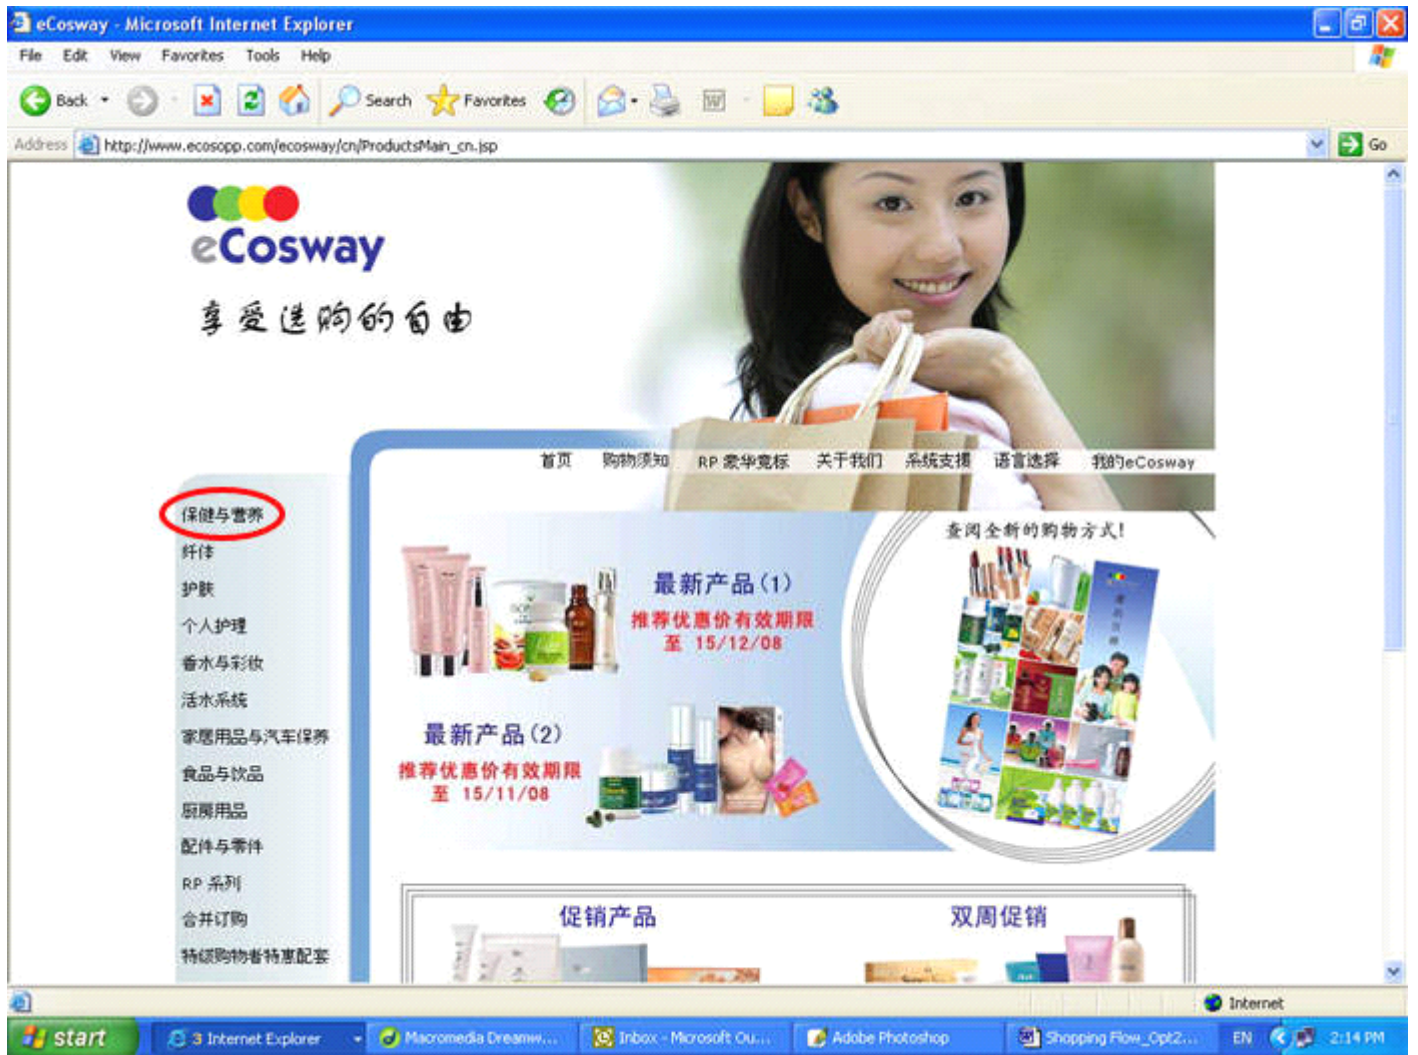 eCosway - Microsoft Internet Explorer
File Edit View Favorites Tools Help
Back Search Favorites
Address http://www.ecosopp.com/ecosway/cn/ProductsMain_cn.jsp Go
eCosway
享受选购的自由
首页 购物须知 RP 豪华竞标 关于我们 系统支援 语言选择 我的eCosway
保健与营养
纤体
护肤
个人护理
香水与彩妆
活水系统
家居用品与汽车保养
食品与饮品
厨房用品
配件与零件
RP 系列
合并订购
特级购物者特惠配套
最新产品(1)
推荐优惠价有效期限
至 15/12/08
最新产品(2)
推荐优惠价有效期限
至 15/11/08
查阅全新的购物方式!
促销产品
双周促销
Internet
start 3 Internet Explorer Macromedia Dreamw... Inbox - Microsoft Ou... Adobe Photoshop Shopping Flow_Opt2... EN 2:14 PM